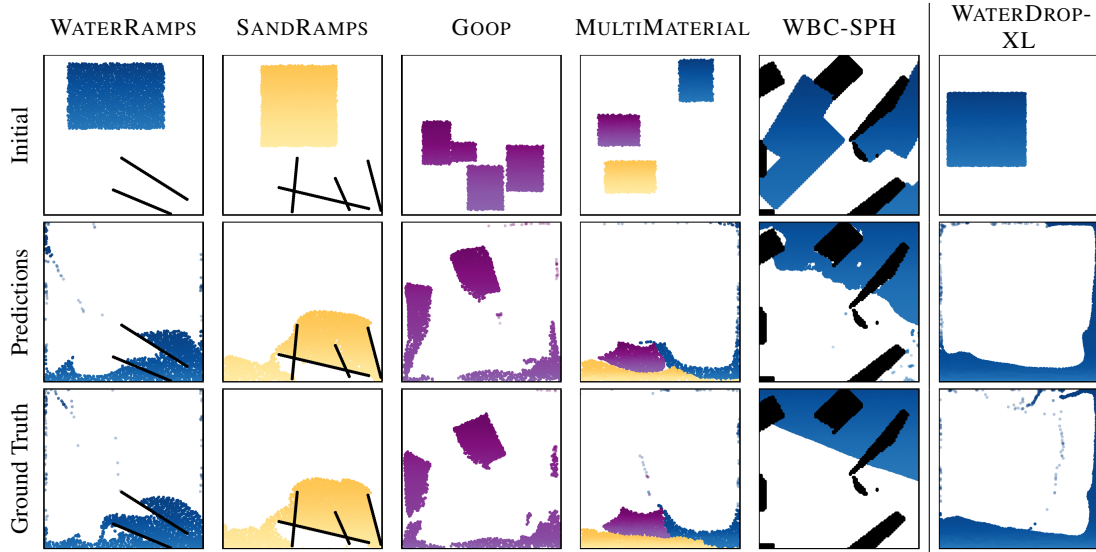 WATERRAMPS
SANDRAMPS
GOOP
MULTIMATERIAL
WBC-SPH
WATERDROP-
XL
Initial
Predictions
Ground Truth